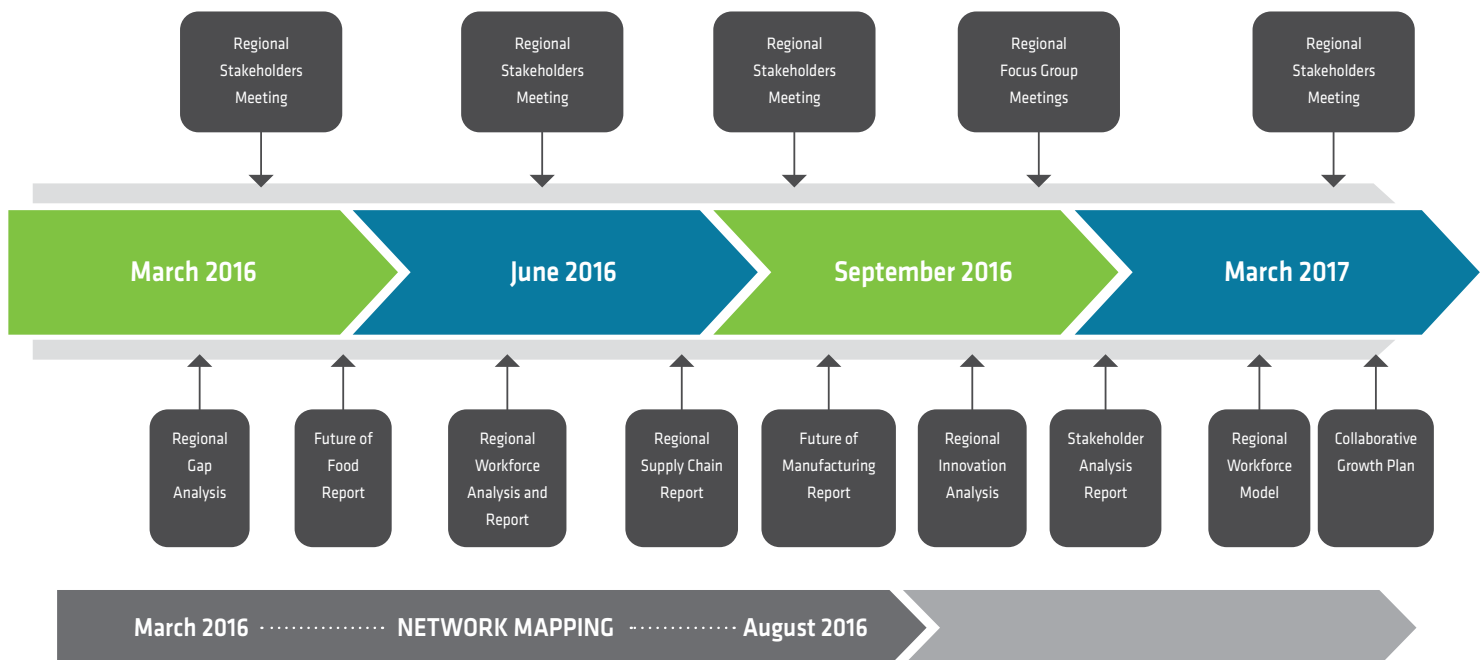 Regional
Stakeholders
Meeting
Regional
Stakeholders
Meeting
Regional
Stakeholders
Meeting
Regional
Focus Group
Meetings
Regional
Stakeholders
Meeting
March 2016
June 2016
September 2016
March 2017
Regional
Gap
Analysis
Future of
Food
Report
Regional
Workforce
Analysis and
Report
Regional
Supply Chain
Report
Future of
Manufacturing
Report
Regional
Innovation
Analysis
Stakeholder
Analysis
Report
Regional
Workforce
Model
Collaborative
Growth Plan
March 2016 ............... NETWORK MAPPING ............... August 2016